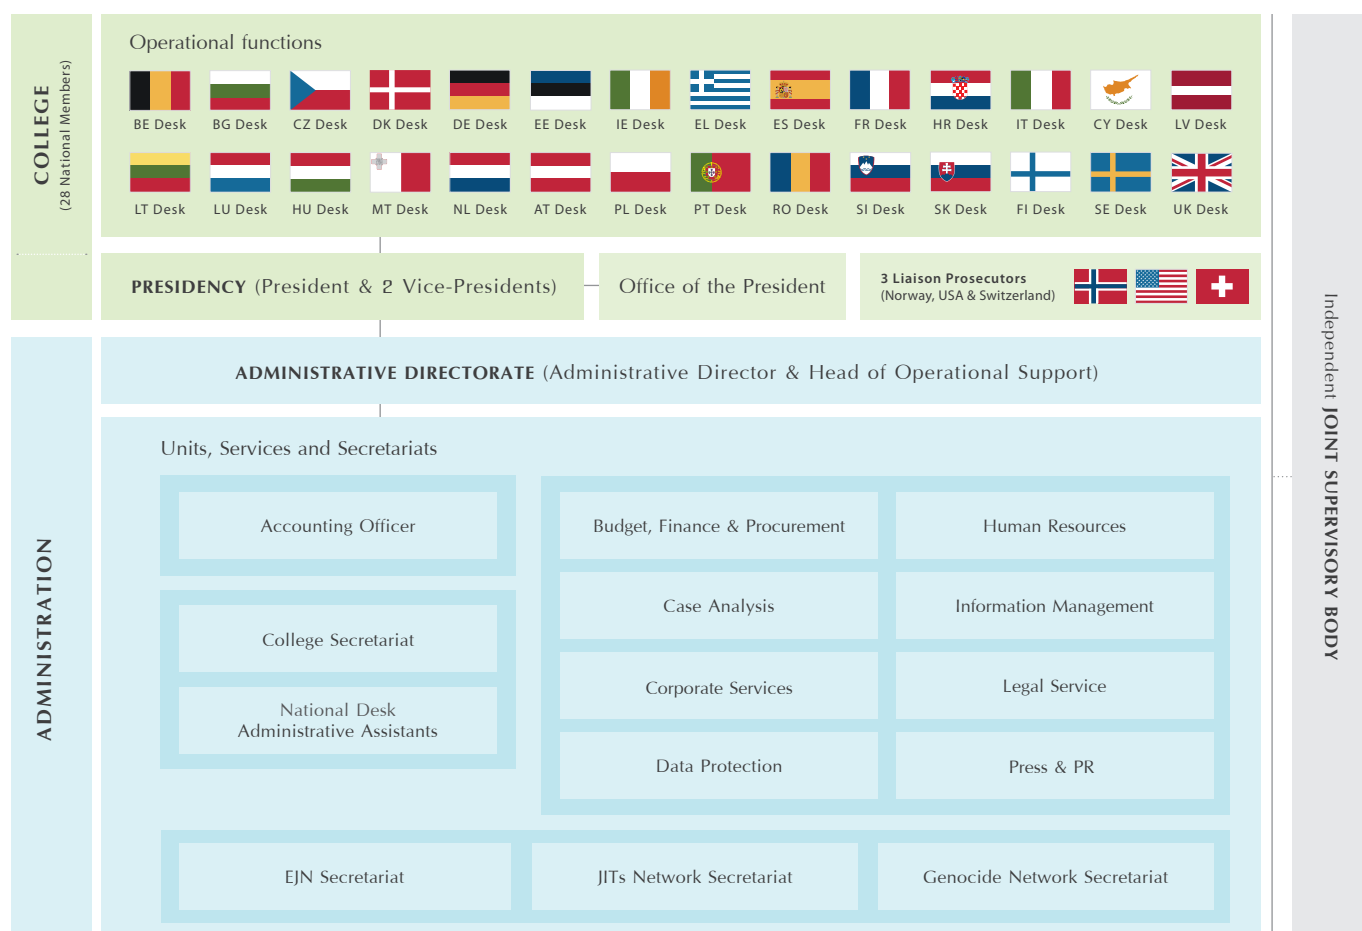 COLLEGE
(28 National Members)
Operational functions
BE Desk BG Desk CZ Desk DK Desk DE Desk EE Desk IE Desk EL Desk ES Desk FR Desk HR Desk IT Desk CY Desk LV Desk
LT Desk LU Desk HU Desk MT Desk NL Desk AT Desk PL Desk PT Desk RO Desk SI Desk SK Desk FI Desk SE Desk UK Desk
PRESIDENCY (President & 2 Vice-Presidents)
Office of the President
3 Liaison Prosecutors
(Norway, USA & Switzerland)
ADMINISTRATION
ADMINISTRATIVE DIRECTORATE (Administrative Director & Head of Operational Support)
Units, Services and Secretariats
Accounting Officer
College Secretariat
National Desk
Administrative Assistants
Budget, Finance & Procurement
Human Resources
Case Analysis
Information Management
Corporate Services
Legal Service
Data Protection
Press & PR
EJN Secretariat
JITs Network Secretariat
Genocide Network Secretariat
Independent JOINT SUPERVISORY BODY